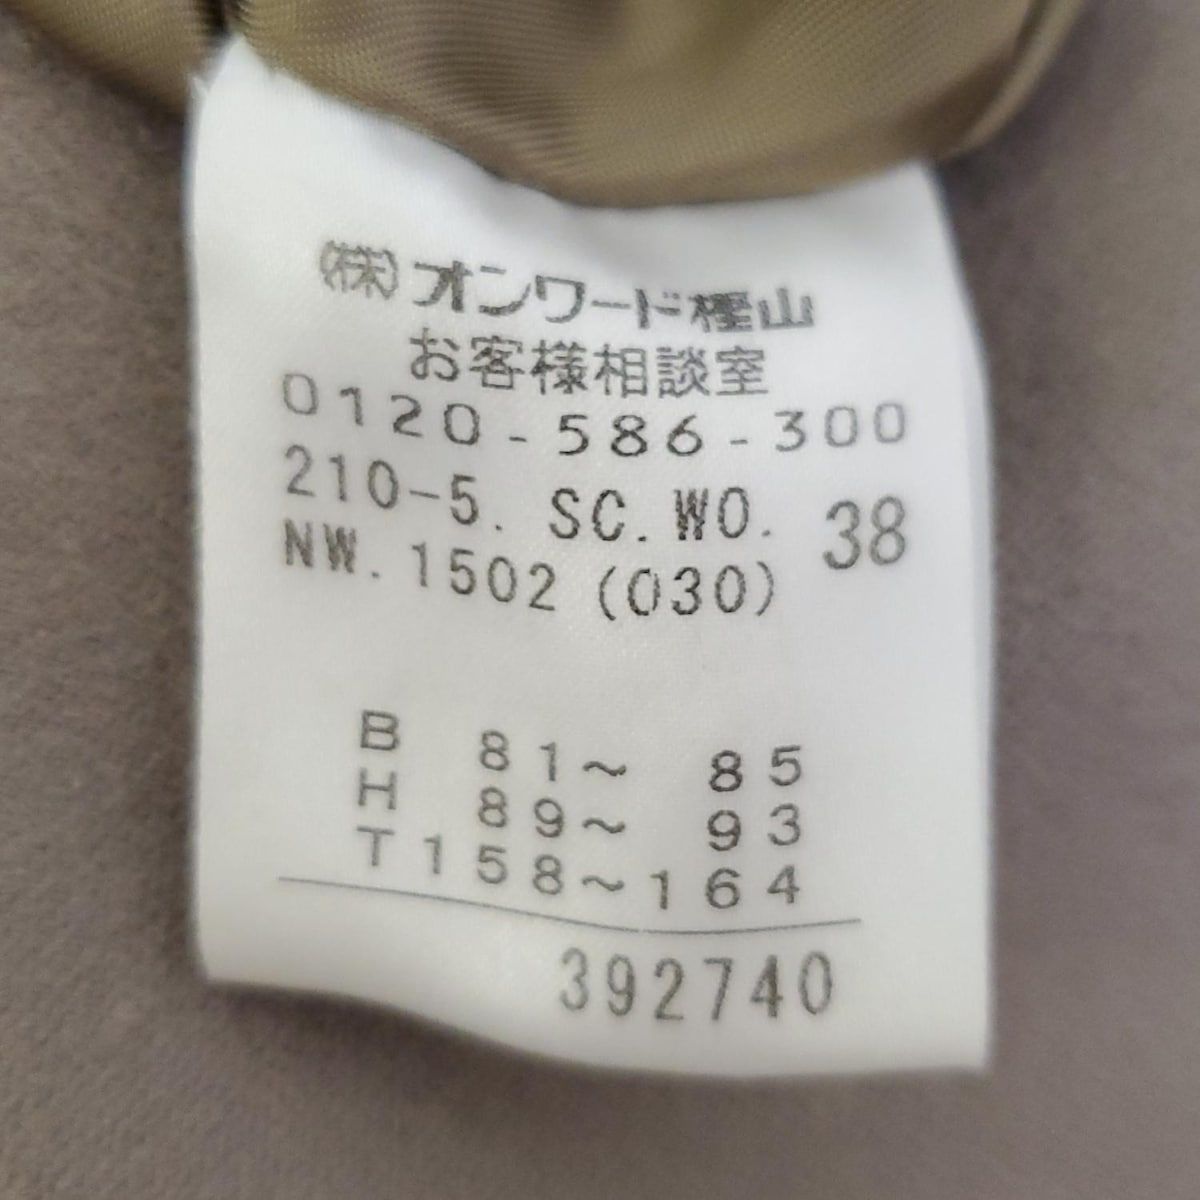 ㈱オンワード樫山
お客様相談室
0120-586-300
210-5. SC.WO. 38
NW.1502 (030)
B 81~ 85
H 89~ 93
T158~164
392740